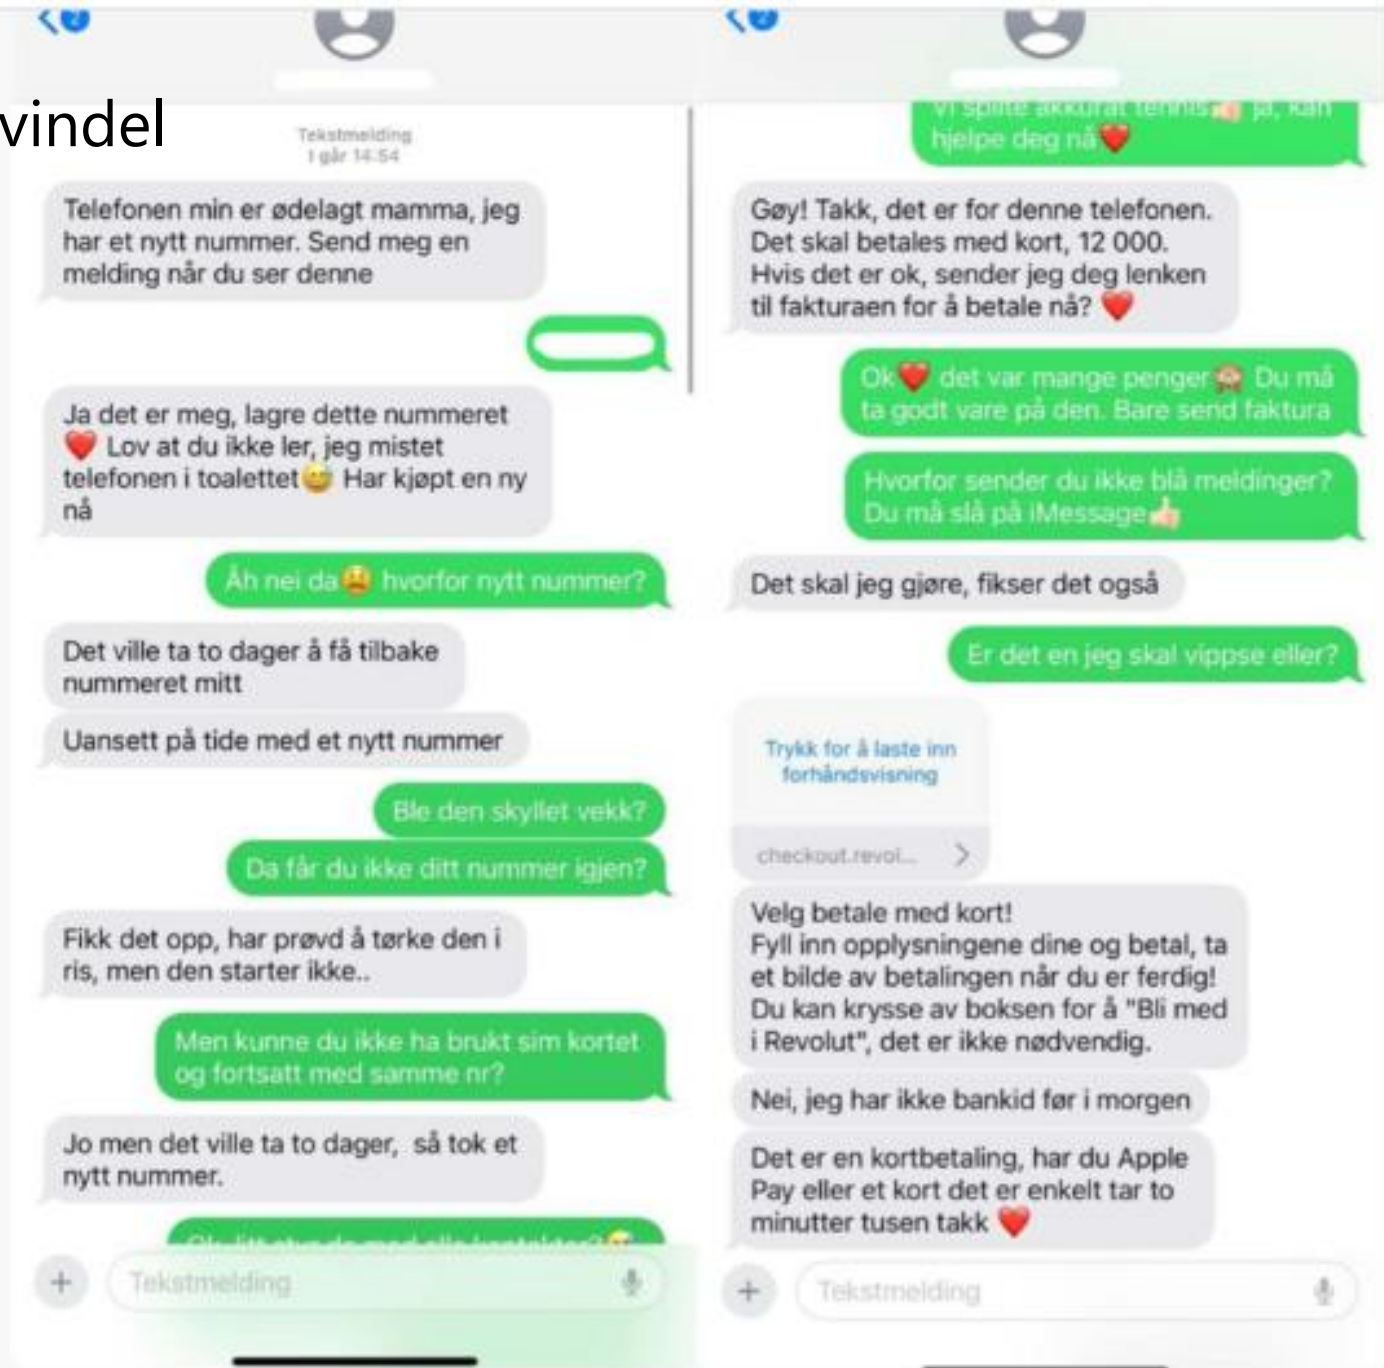 vindel
Tekstmelding
I går 14:54
Telefonen min er ødelagt mamma, jeg
har et nytt nummer. Send meg en
melding når du ser denne
Ja det er meg, lagre dette nummeret
❤️ Lov at du ikke ler, jeg mistet
telefonen i toalettet😅 Har kjøpt en ny
nå
Åh nei da😩 hvorfor nytt nummer?
Det ville ta to dager å få tilbake
nummeret mitt
Uansett på tide med et nytt nummer
Ble den skyllet vekk?
Da får du ikke ditt nummer igjen?
Fikk det opp, har prøvd å tørke den i
ris, men den starter ikke..
Men kunne du ikke ha brukt sim kortet
og fortsatt med samme nr?
Jo men det ville ta to dager, så tok et
nytt nummer.
Tekstmelding
2
Vi spilte akkurat tennis👍🏻 ja, kan
hjelpe deg nå❤️
Gøy! Takk, det er for denne telefonen.
Det skal betales med kort, 12 000.
Hvis det er ok, sender jeg deg lenken
til fakturaen for å betale nå? ❤️
Ok❤️ det var mange penger🙈 Du må
ta godt vare på den. Bare send faktura
Hvorfor sender du ikke blå meldinger?
Du må slå på iMessage👍🏻
Det skal jeg gjøre, fikser det også
Er det en jeg skal vippse eller?
Trykk for å laste inn
forhåndsvisning
checkout.revol...
Velg betale med kort!
Fyll inn opplysningene dine og betal, ta
et bilde av betalingen når du er ferdig!
Du kan krysse av boksen for å "Bli med
i Revolut", det er ikke nødvendig.
Nei, jeg har ikke bankid før i morgen
Det er en kortbetaling, har du Apple
Pay eller et kort det er enkelt tar to
minutter tusen takk ❤️
Tekstmelding